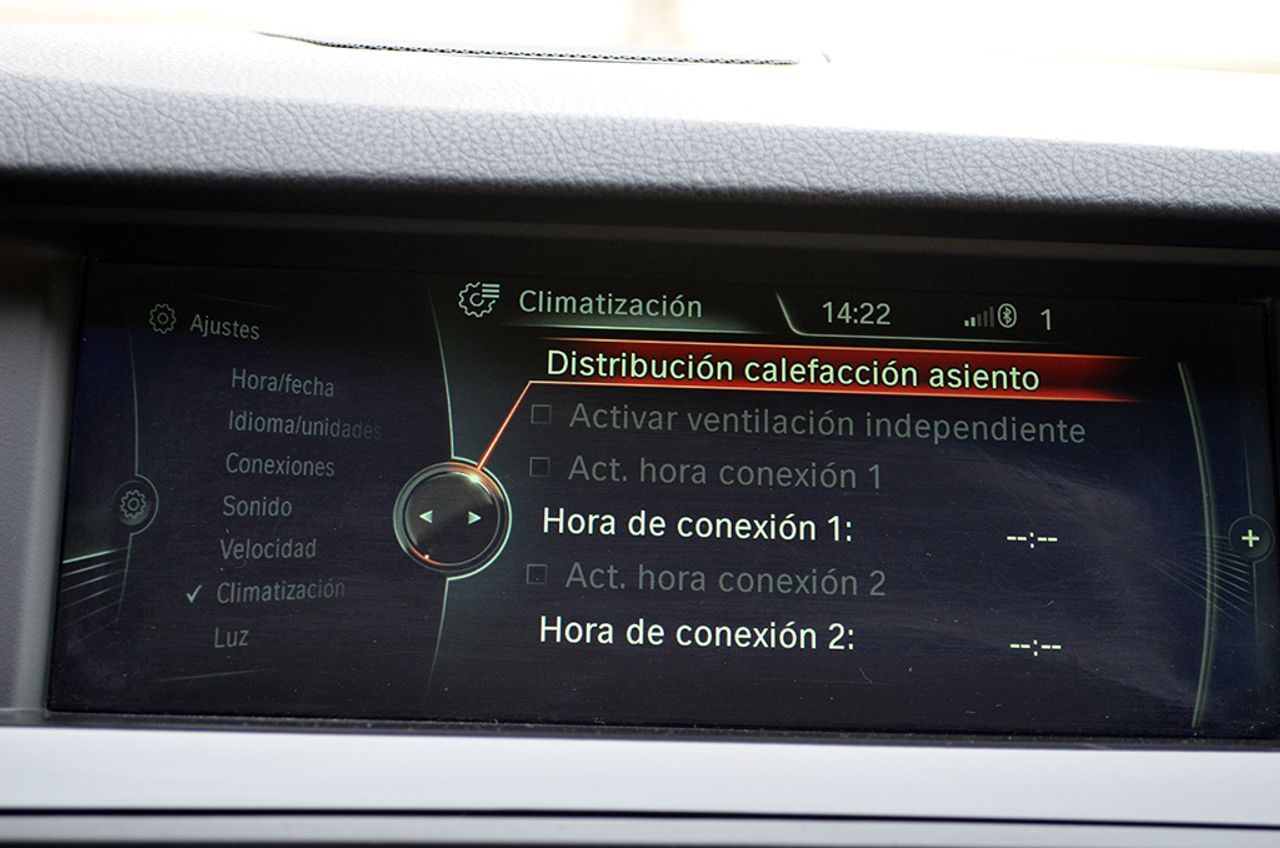 Ajustes
Hora/fecha
Idioma/unidades
Conexiones
Sonido
Velocidad
✓ Climatización
Luz
Climatización 14:22 1
Distribución calefacción asiento
Activar ventilación independiente
Act. hora conexión 1
Hora de conexión 1: --:--
Act. hora conexión 2
Hora de conexión 2: --:--
+